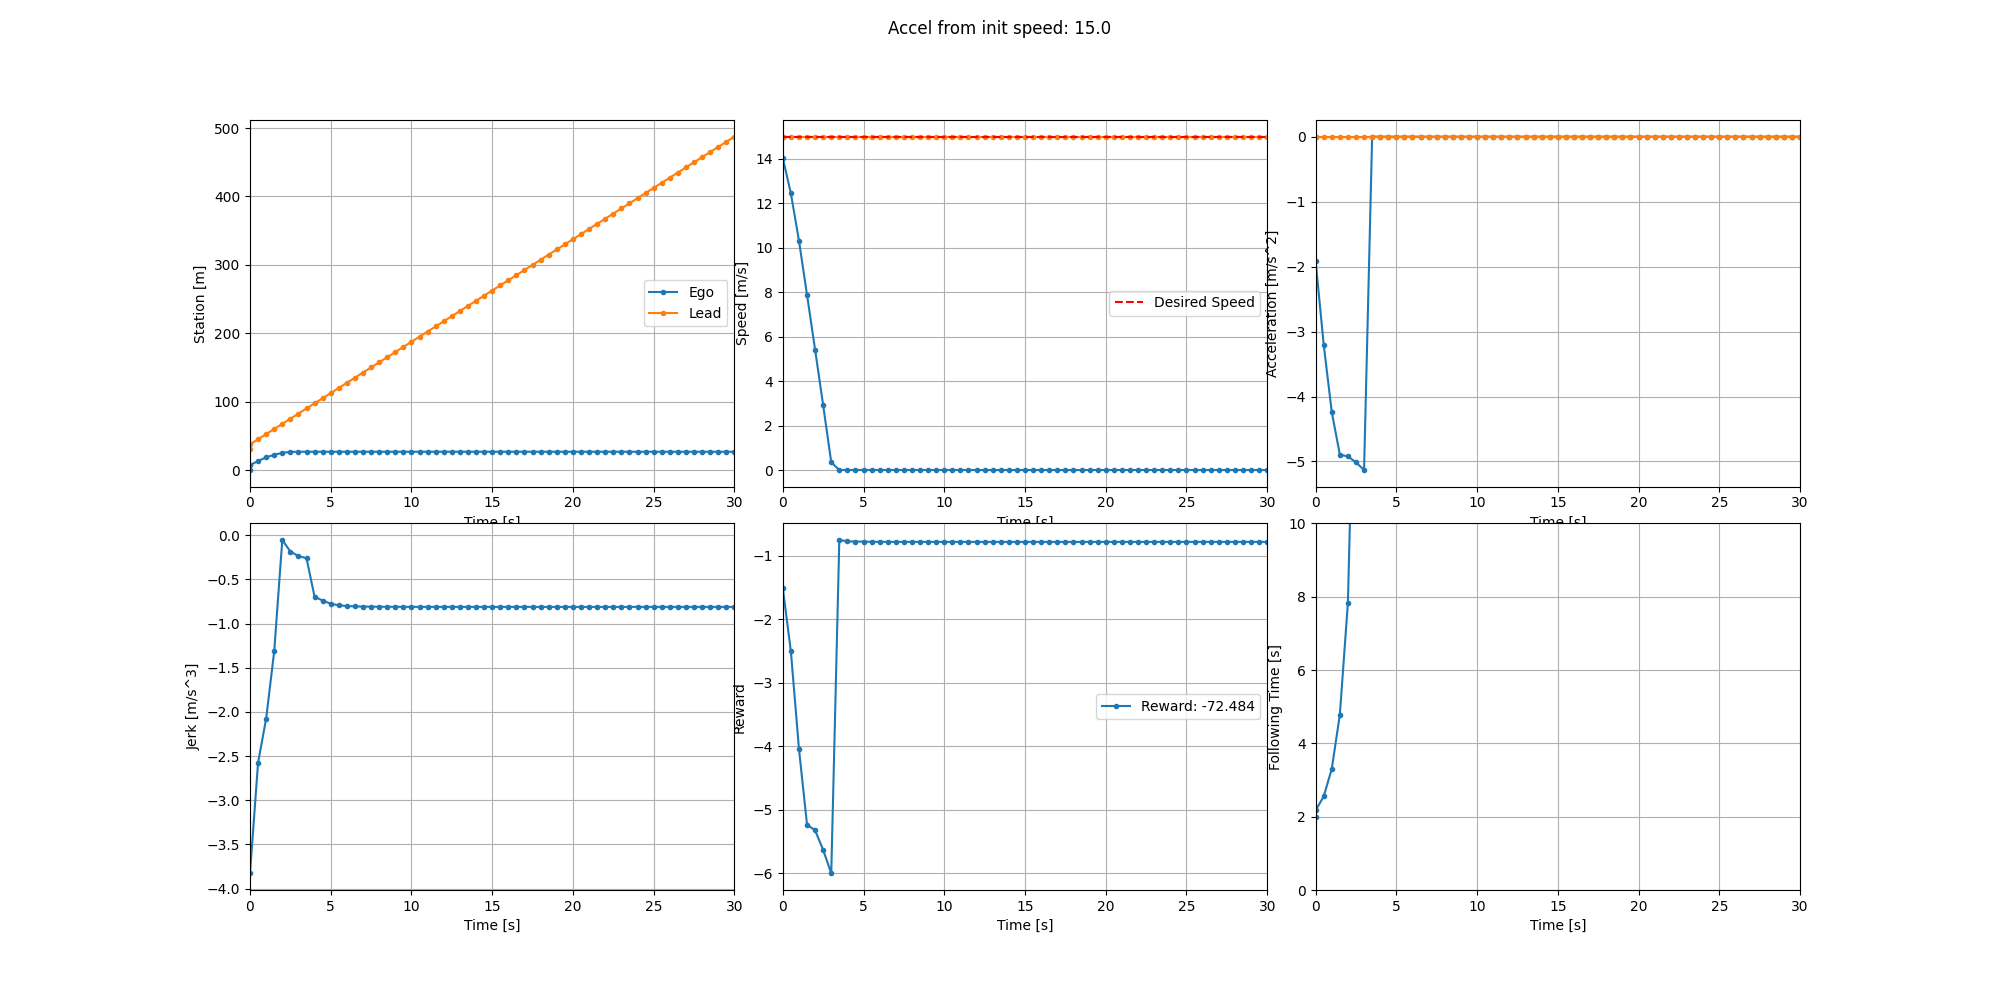 Accel from init speed: 15.0
500
400
300
200
100
0
Station [m]
Ego
Lead
0 5 10 15 20 25 30
Time [s]
14
12
10
8
6
4
2
0
Speed [m/s]
Desired Speed
0 5 10 15 20 25 30
Time [s]
0
−1
−2
−3
−4
−5
Acceleration [m/s^2]
0 5 10 15 20 25 30
Time [s]
0.0
−0.5
−1.0
−1.5
−2.0
−2.5
−3.0
−3.5
−4.0
Jerk [m/s^3]
0 5 10 15 20 25 30
Time [s]
−1
−2
−3
−4
−5
−6
Reward
Reward: -72.484
0 5 10 15 20 25 30
Time [s]
10
8
6
4
2
0
Following Time [s]
0 5 10 15 20 25 30
Time [s]